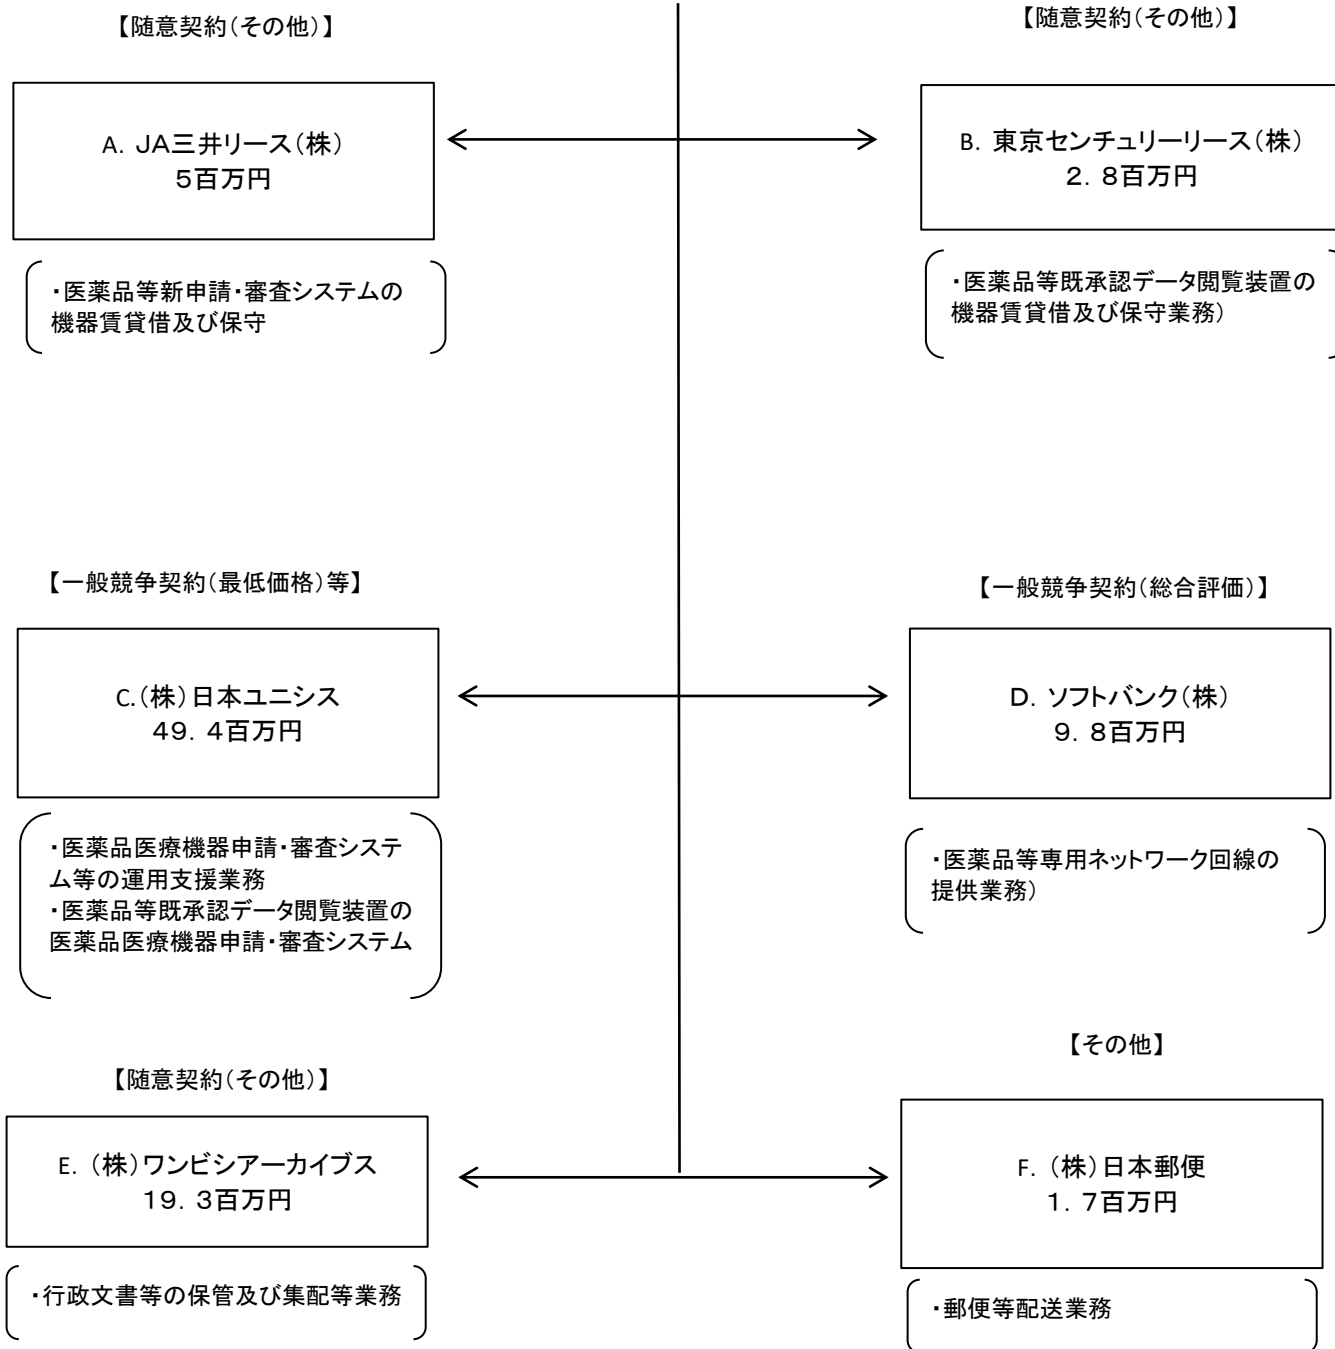 【随意契約（その他）】
【随意契約（その他）】
A. ＪＡ三井リース（株）
５百万円
B. 東京センチュリーリース（株）
２．８百万円
・医薬品等新申請・審査システムの
機器賃貸借及び保守
・医薬品等既承認データ閲覧装置の
機器賃貸借及び保守業務）
【一般競争契約（最低価格）等】
【一般競争契約（総合評価）】
C.（株）日本ユニシス
４９．４百万円
Ｄ．ソフトバンク（株）
９．８百万円
・医薬品医療機器申請・審査システ
ム等の運用支援業務
・医薬品等既承認データ閲覧装置の
医薬品医療機器申請・審査システム
・医薬品等専用ネットワーク回線の
提供業務）
【随意契約（その他）】
【その他】
E. （株）ワンビシアーカイブス
１９．３百万円
F. （株）日本郵便
１．７百万円
・行政文書等の保管及び集配等業務
・郵便等配送業務